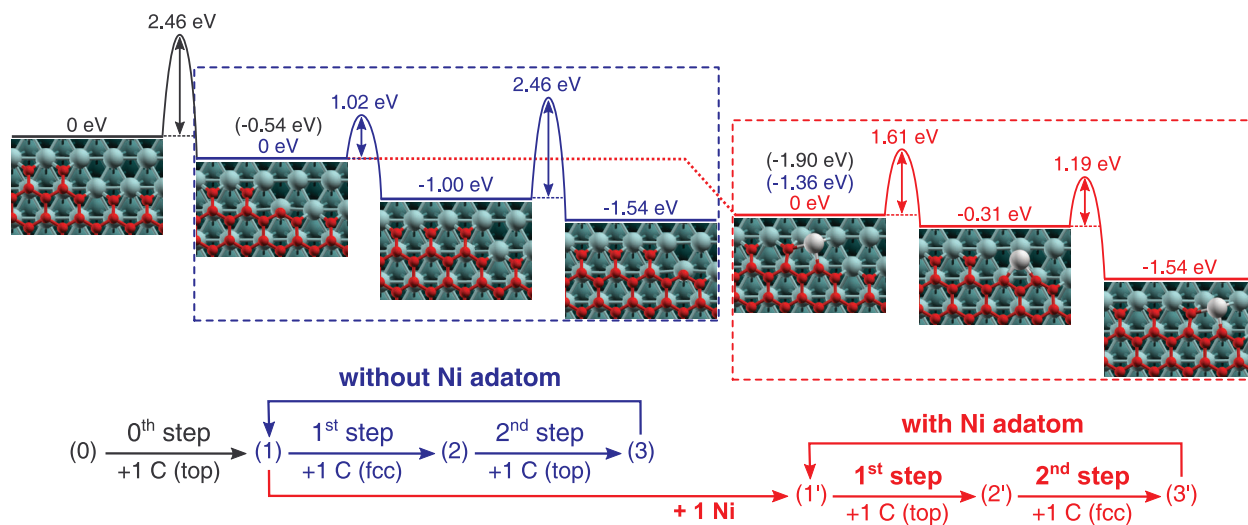 2.46 eV
0 eV
(-0.54 eV)
0 eV
1.02 eV
-1.00 eV
2.46 eV
-1.54 eV
(-1.90 eV)
(-1.36 eV)
0 eV
1.61 eV
-0.31 eV
1.19 eV
-1.54 eV
without Ni adatom
(0)
0th step
+1 C (top)
(1)
1st step
+1 C (fcc)
(2)
2nd step
+1 C (top)
(3)
+ 1 Ni
with Ni adatom
(1')
1st step
+1 C (top)
(2')
2nd step
+1 C (fcc)
(3')